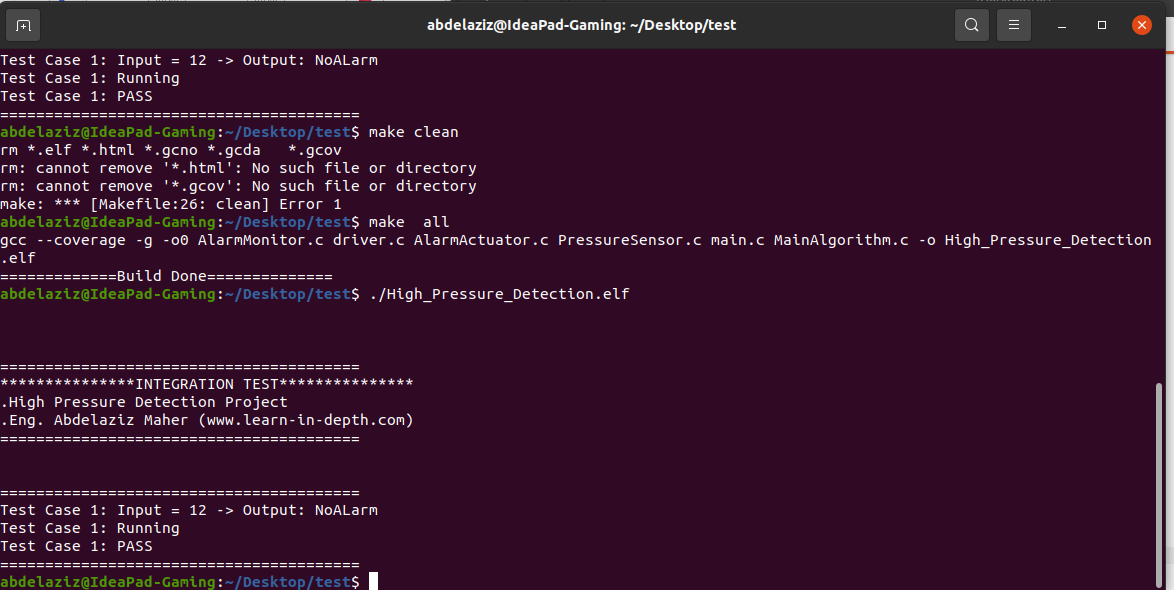 abdelaziz@IdeaPad-Gaming: ~/Desktop/test
Test Case 1: Input = 12 -> Output: NoALarm
Test Case 1: Running
Test Case 1: PASS
========================================
abdelaziz@IdeaPad-Gaming:~/Desktop/test$ make clean
rm *.elf *.html *.gcno *.gcda   *.gcov
rm: cannot remove '*.html': No such file or directory
rm: cannot remove '*.gcov': No such file or directory
make: *** [Makefile:26: clean] Error 1
abdelaziz@IdeaPad-Gaming:~/Desktop/test$ make  all
gcc --coverage -g -o0 AlarmMonitor.c driver.c AlarmActuator.c PressureSensor.c main.c MainAlgorithm.c -o High_Pressure_Detection
.elf
=============Build Done==============
abdelaziz@IdeaPad-Gaming:~/Desktop/test$ ./High_Pressure_Detection.elf
========================================
***************INTEGRATION TEST***************
.High Pressure Detection Project
.Eng. Abdelaziz Maher (www.learn-in-depth.com)
========================================
========================================
Test Case 1: Input = 12 -> Output: NoALarm
Test Case 1: Running
Test Case 1: PASS
========================================
abdelaziz@IdeaPad-Gaming:~/Desktop/test$